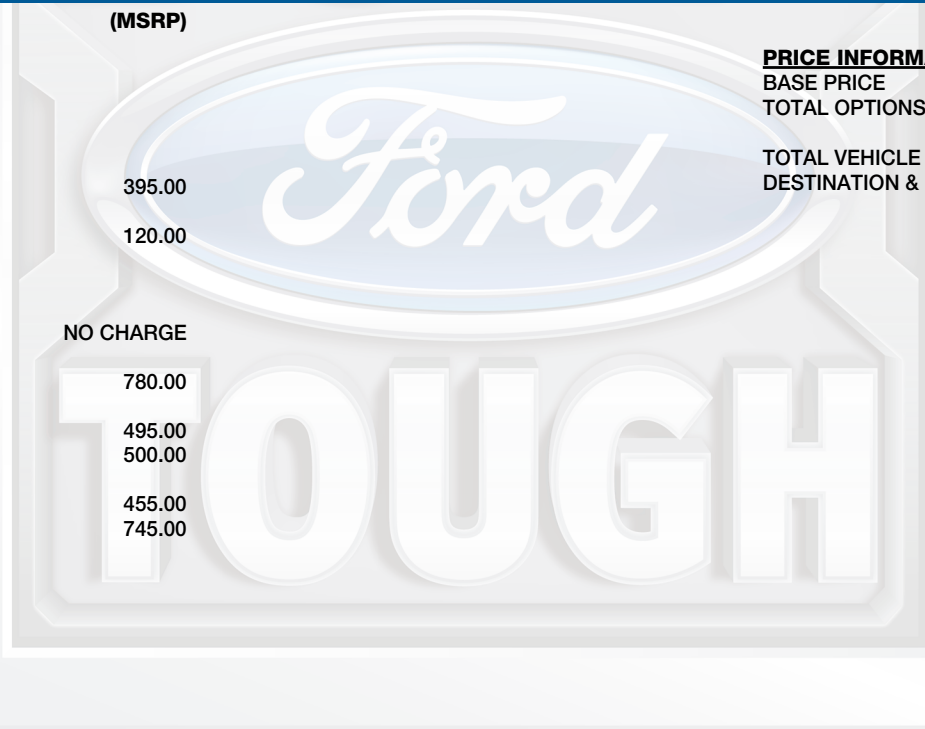 (MSRP)
395.00
120.00
NO CHARGE
780.00
495.00
500.00
455.00
745.00
PRICE INFORMA
BASE PRICE
TOTAL OPTIONS
TOTAL VEHICLE
DESTINATION &
Ford
TOUGH